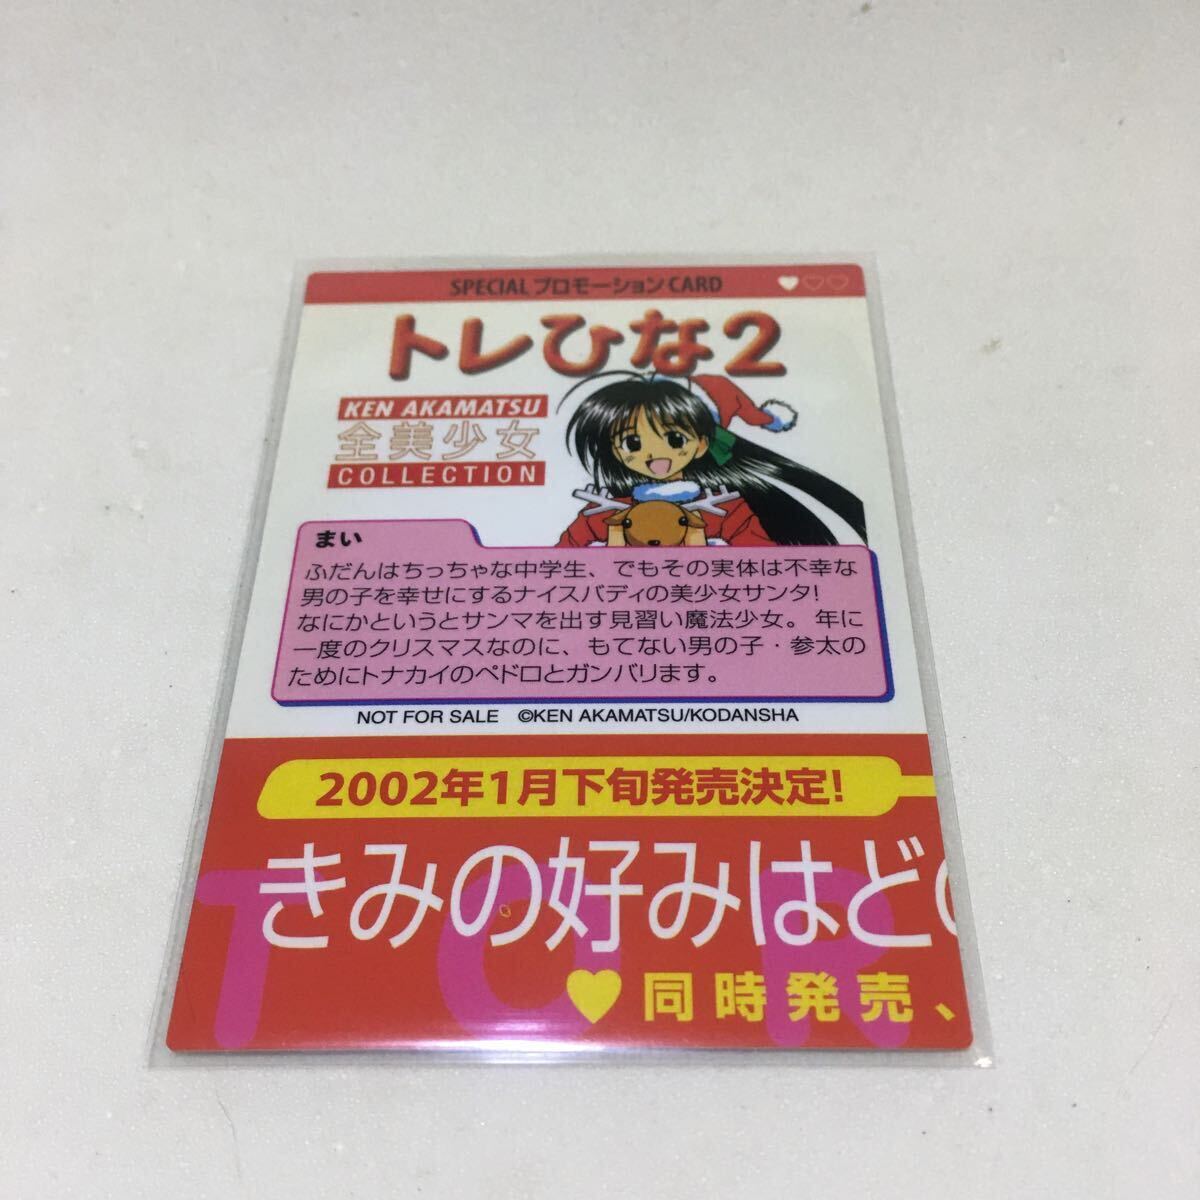 SPECIAL プロモーションCARD
トレひな2
KEN AKAMATSU
全美少女
COLLECTION
まい
ふだんはちっちゃな中学生、でもその実体は不幸な
男の子を幸せにするナイスバディの美少女サンタ!
なにかというとサンマを出す見習い魔法少女。年に
一度のクリスマスなのに、もてない男の子・参太の
ためにトナカイのペドロとガンバリます。
NOT FOR SALE ©KEN AKAMATSU/KODANSHA
2002年1月下旬発売決定!
きみの好みはど
TOR
♥同時発売、